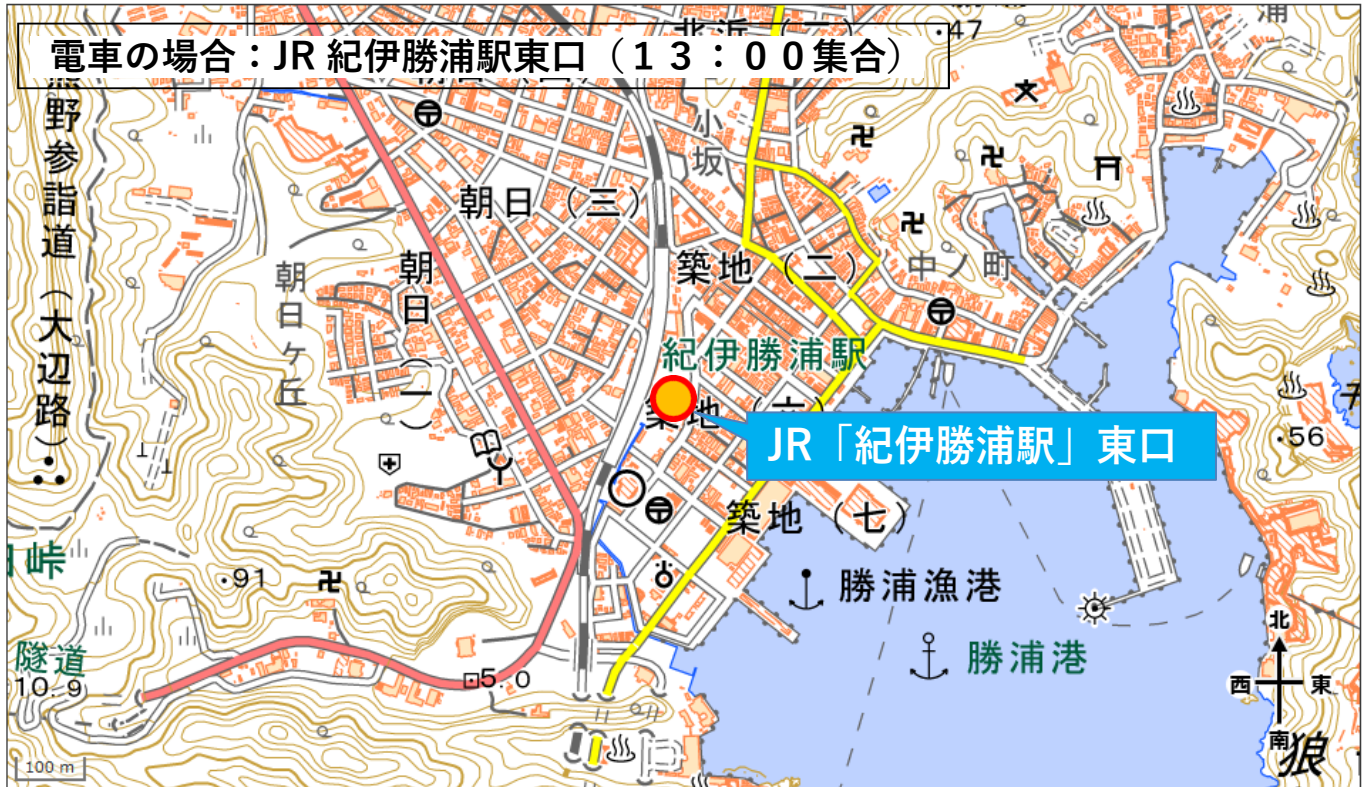 電車の場合：JR 紀伊勝浦駅東口（１３：００集合）
北浜（二）
・47
浦
熊野参詣道（大辺路）
小坂
朝日（三）
朝日（一）
朝日ケ丘
築地（二）
中ノ町
紀伊勝浦駅
築地（六）
JR「紀伊勝浦駅」東口
築地（七）
・56
勝浦漁港
勝浦港
峠
・91
隧道
10.9
5.0
北
西
東
南
狼
100 m